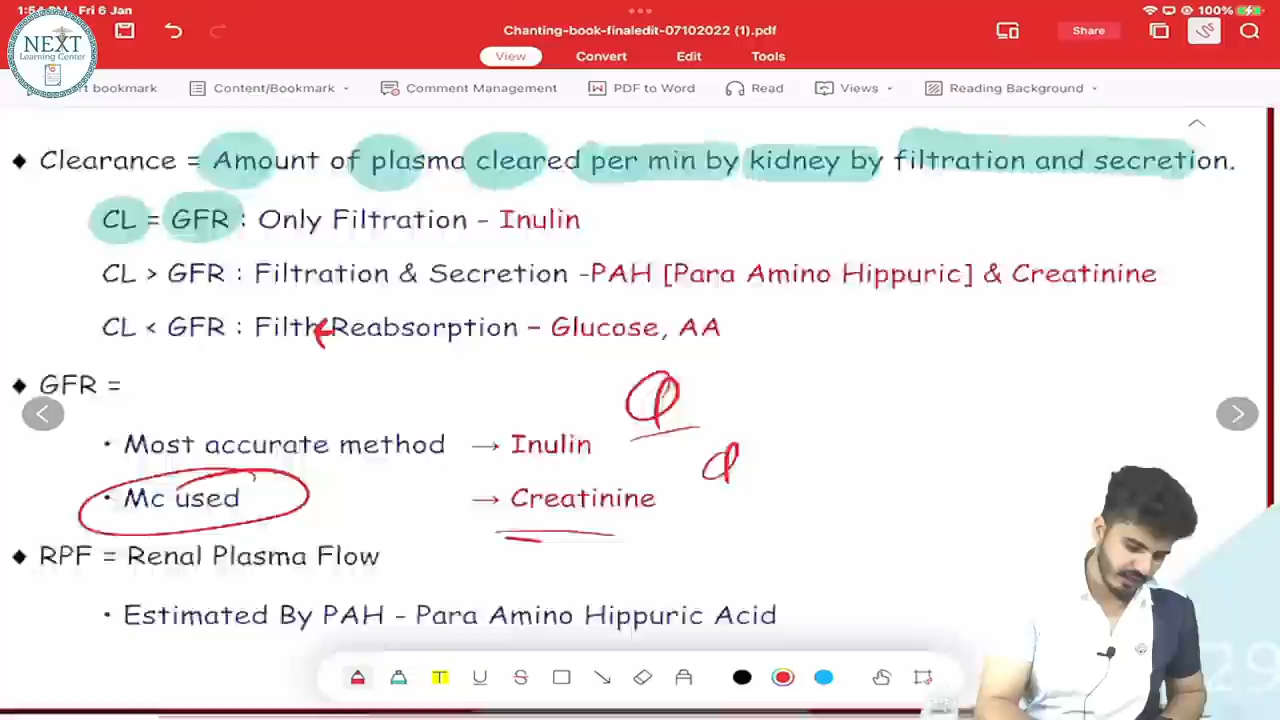 1:54 PM Fri 6 Jan
100%
NEXT
Learning Center
Chanting-book-finaledit-07102022 (1).pdf
Share
View Convert Edit Tools
bookmark Content/Bookmark Comment Management PDF to Word Read Views Reading Background
♦ Clearance = Amount of plasma cleared per min by kidney by filtration and secretion.
CL = GFR : Only Filtration - Inulin
CL > GFR : Filtration & Secretion -PAH [Para Amino Hippuric] & Creatinine
CL < GFR : Filth Reabsorption - Glucose, AA
♦ GFR =
• Most accurate method → Inulin
• Mc used → Creatinine
♦ RPF = Renal Plasma Flow
• Estimated By PAH - Para Amino Hippuric Acid
T U S
29